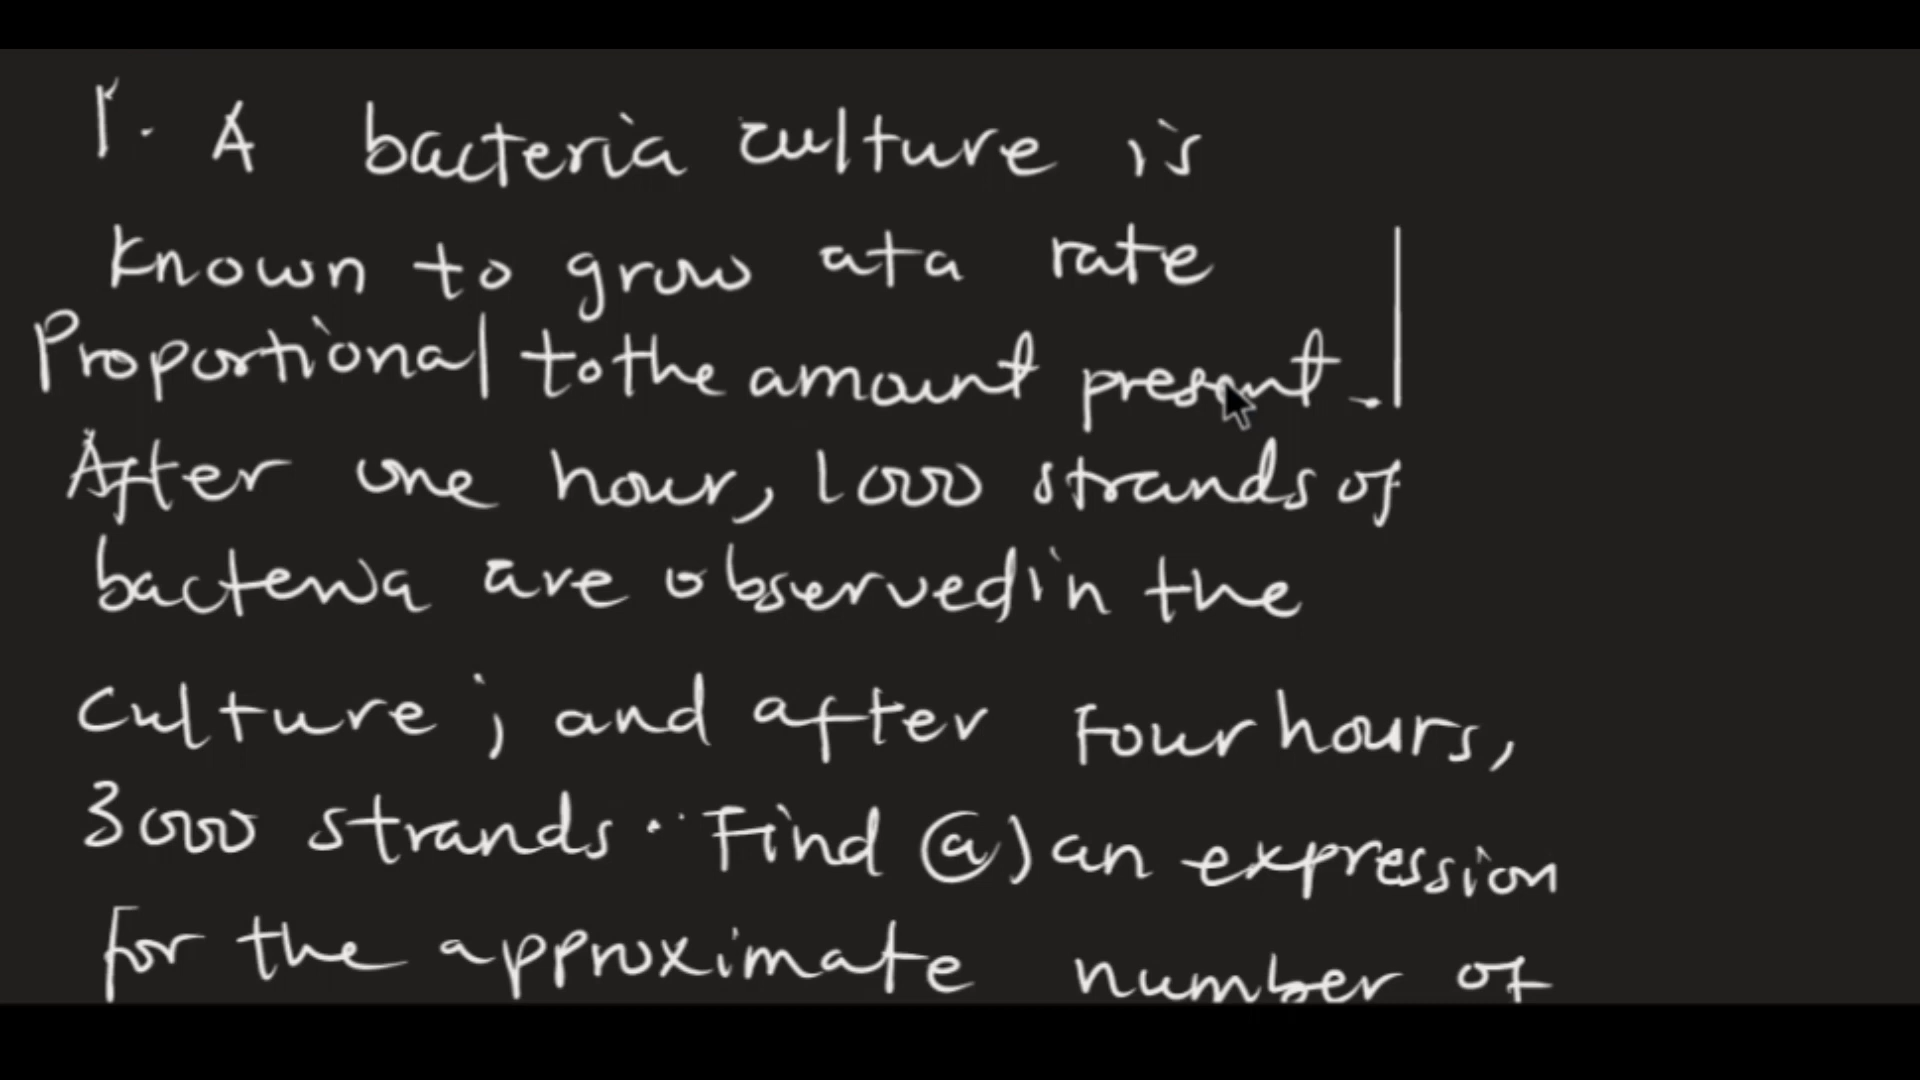 1. A bacteria culture is
known to grow at a rate
Proportional to the amount present.
After one hour, 1000 strands of
bacteria are observed in the
culture; and after four hours,
3000 strands. Find (a) an expression
for the approximate number of